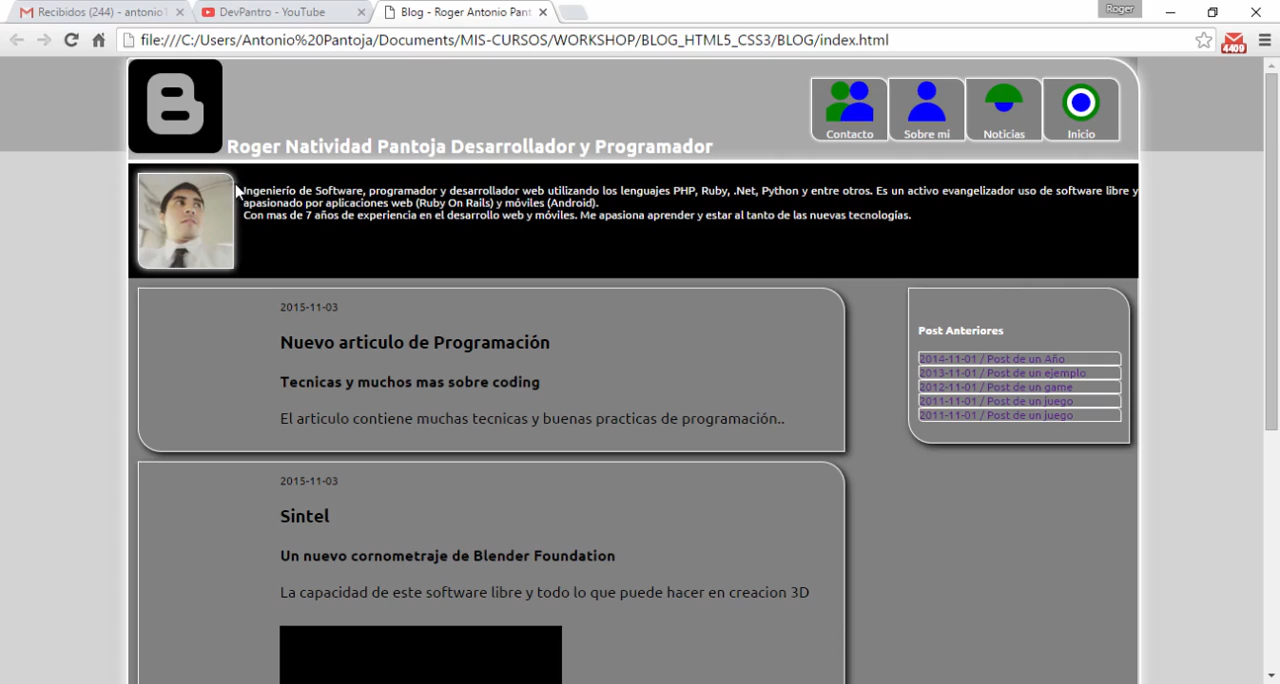 Recibidos (244) - antonio
DevPantro - YouTube
Blog - Roger Antonio Pant
Roger
file:///C:/Users/Antonio%20Pantoja/Documents/MIS-CURSOS/WORKSHOP/BLOG_HTML5_CSS3/BLOG/index.html
4409
Roger Natividad Pantoja Desarrollador y Programador
Contacto
Sobre mi
Noticias
Inicio
Ingenierío de Software, programador y desarrollador web utilizando los lenguajes PHP, Ruby, .Net, Python y entre otros. Es un activo evangelizador uso de software libre y
apasionado por aplicaciones web (Ruby On Rails) y móviles (Android).
Con mas de 7 años de experiencia en el desarrollo web y móviles. Me apasiona aprender y estar al tanto de las nuevas tecnologías.
2015-11-03
Nuevo articulo de Programación
Tecnicas y muchos mas sobre coding
El articulo contiene muchas tecnicas y buenas practicas de programación..
Post Anteriores
2014-11-01 / Post de un Año
2013-11-01 / Post de un ejemplo
2012-11-01 / Post de un game
2011-11-01 / Post de un juego
2011-11-01 / Post de un juego
2015-11-03
Sintel
Un nuevo cornometraje de Blender Foundation
La capacidad de este software libre y todo lo que puede hacer en creacion 3D